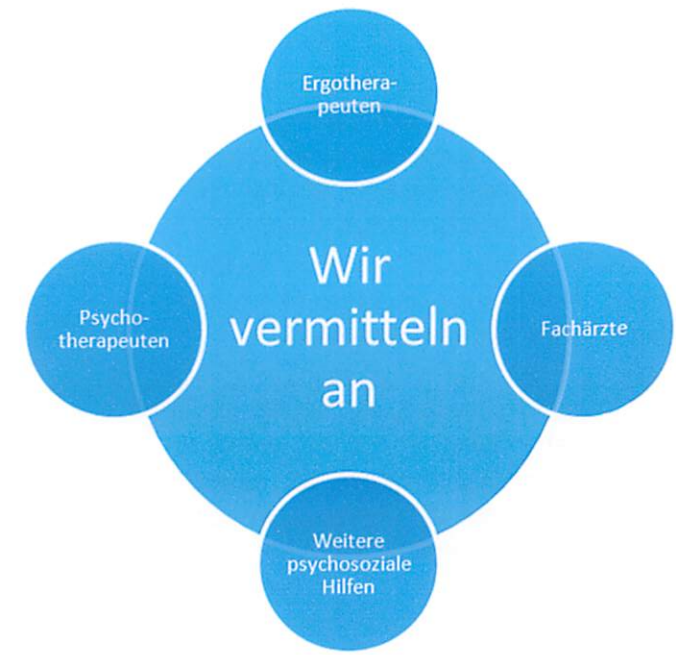 Ergothera-
peuten
Wir
vermitteln
an
Psycho-
therapeuten
Fachärzte
Weitere
psychosoziale
Hilfen